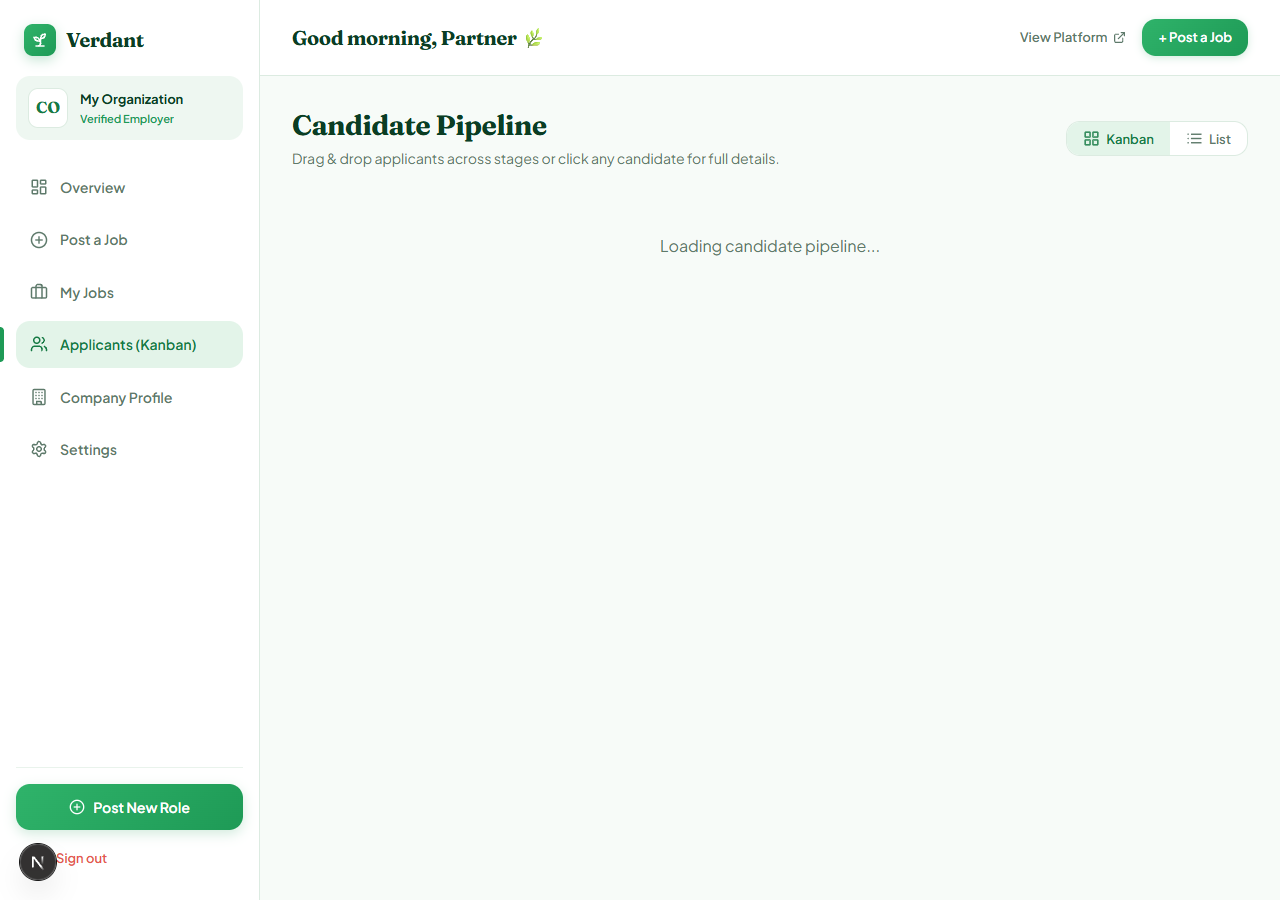 Verdant
CO
My Organization
Verified Employer
Overview
Post a Job
My Jobs
Applicants (Kanban)
Company Profile
Settings
Post New Role
N
Sign out
Good morning, Partner 🌿
View Platform
+ Post a Job
Candidate Pipeline
Drag & drop applicants across stages or click any candidate for full details.
Kanban
List
Loading candidate pipeline...